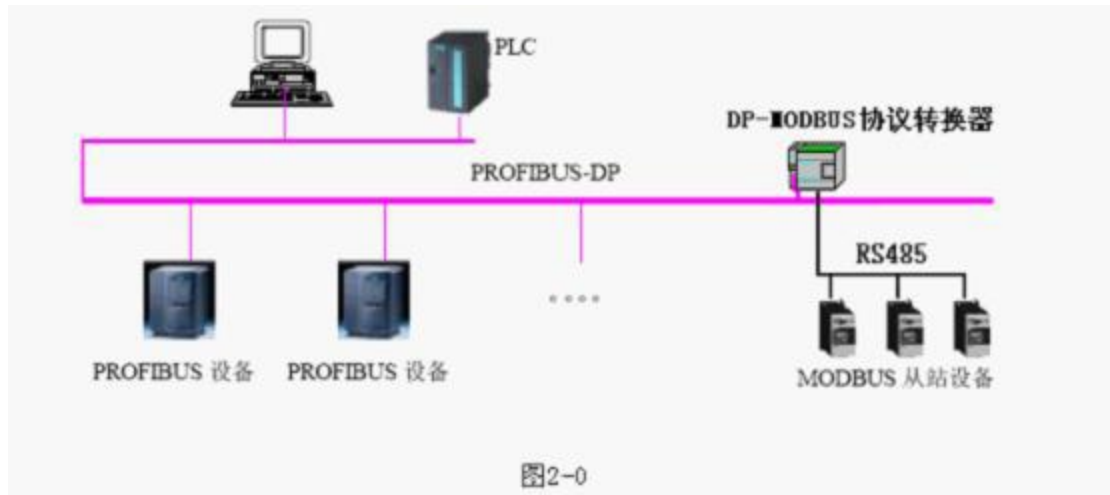 PLC
DP-MODBUS协议转换器
PROFIBUS-DP
RS485
PROFIBUS 设备
PROFIBUS 设备
MODBUS 从站设备
图2-0